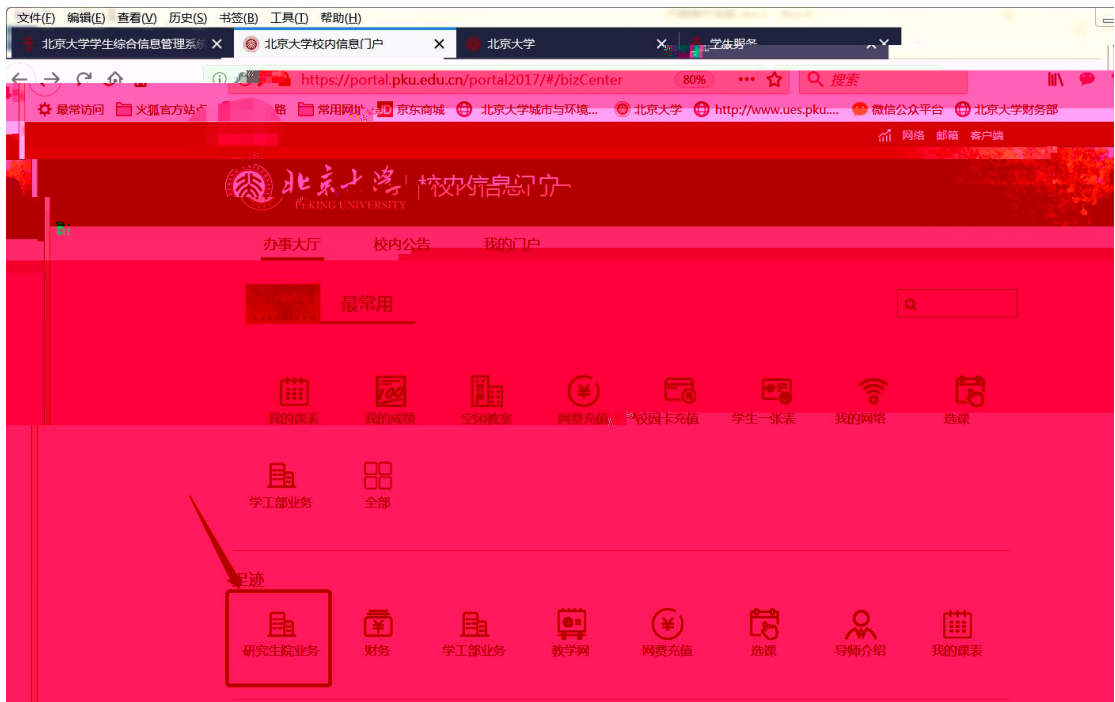 文件(F) 编辑(E) 查看(V) 历史(S) 书签(B) 工具(T) 帮助(H)
北京大学学生综合信息管理系统 × 北京大学校内信息门户 × 北京大学 ×
https://portal.pku.edu.cn/portal2017/#/bizCenter 80% 搜索
最常访问 火狐官方站点 常用网址 JD 京东商城 北京大学城市与环境... 北京大学 http://www.ues.pku.... 微信公众平台 北京大学财务部
网络 邮箱 客户端
北京大学 校内信息门户
PEKING UNIVERSITY
办事大厅 校内公告 我的门户
最常用
我的课表 我的成绩 空闲教室 网费充值 校园卡充值 学生一张表 我的网络 选课
学工部业务 全部
足迹
研究生院业务 财务 学工部业务 教学网 网费充值 选课 导师介绍 我的课表